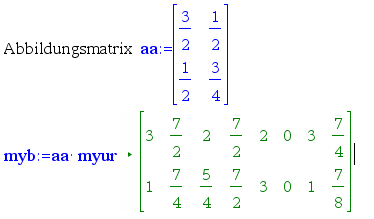 Abbildungsmatrix aa:=[3/2 1/2; 1/2 3/4]
myb:=aa· myur ▸ [3 7/2 2 7/2 2 0 3 7/4; 1 7/4 5/4 7/2 3 0 1 7/8]